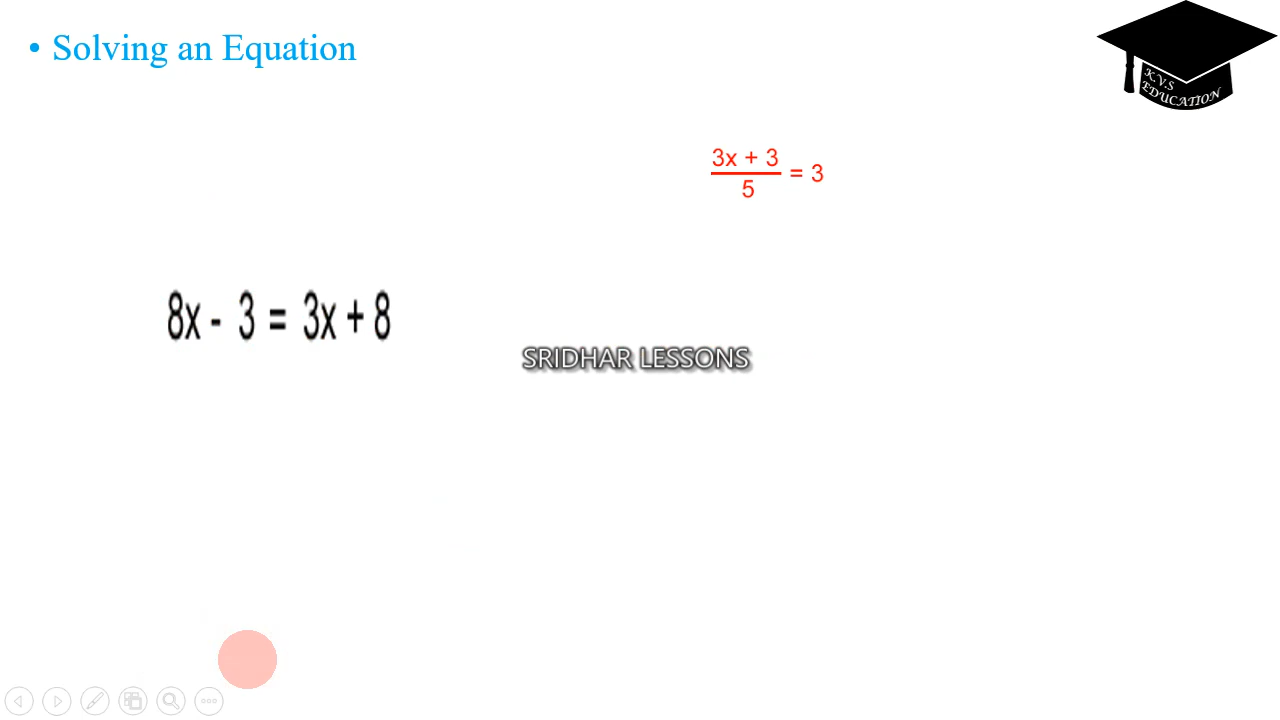 • Solving an Equation
K.V.S
EDUCATION
3x + 3
5
= 3
8x - 3 = 3x + 8
SRIDHAR LESSONS